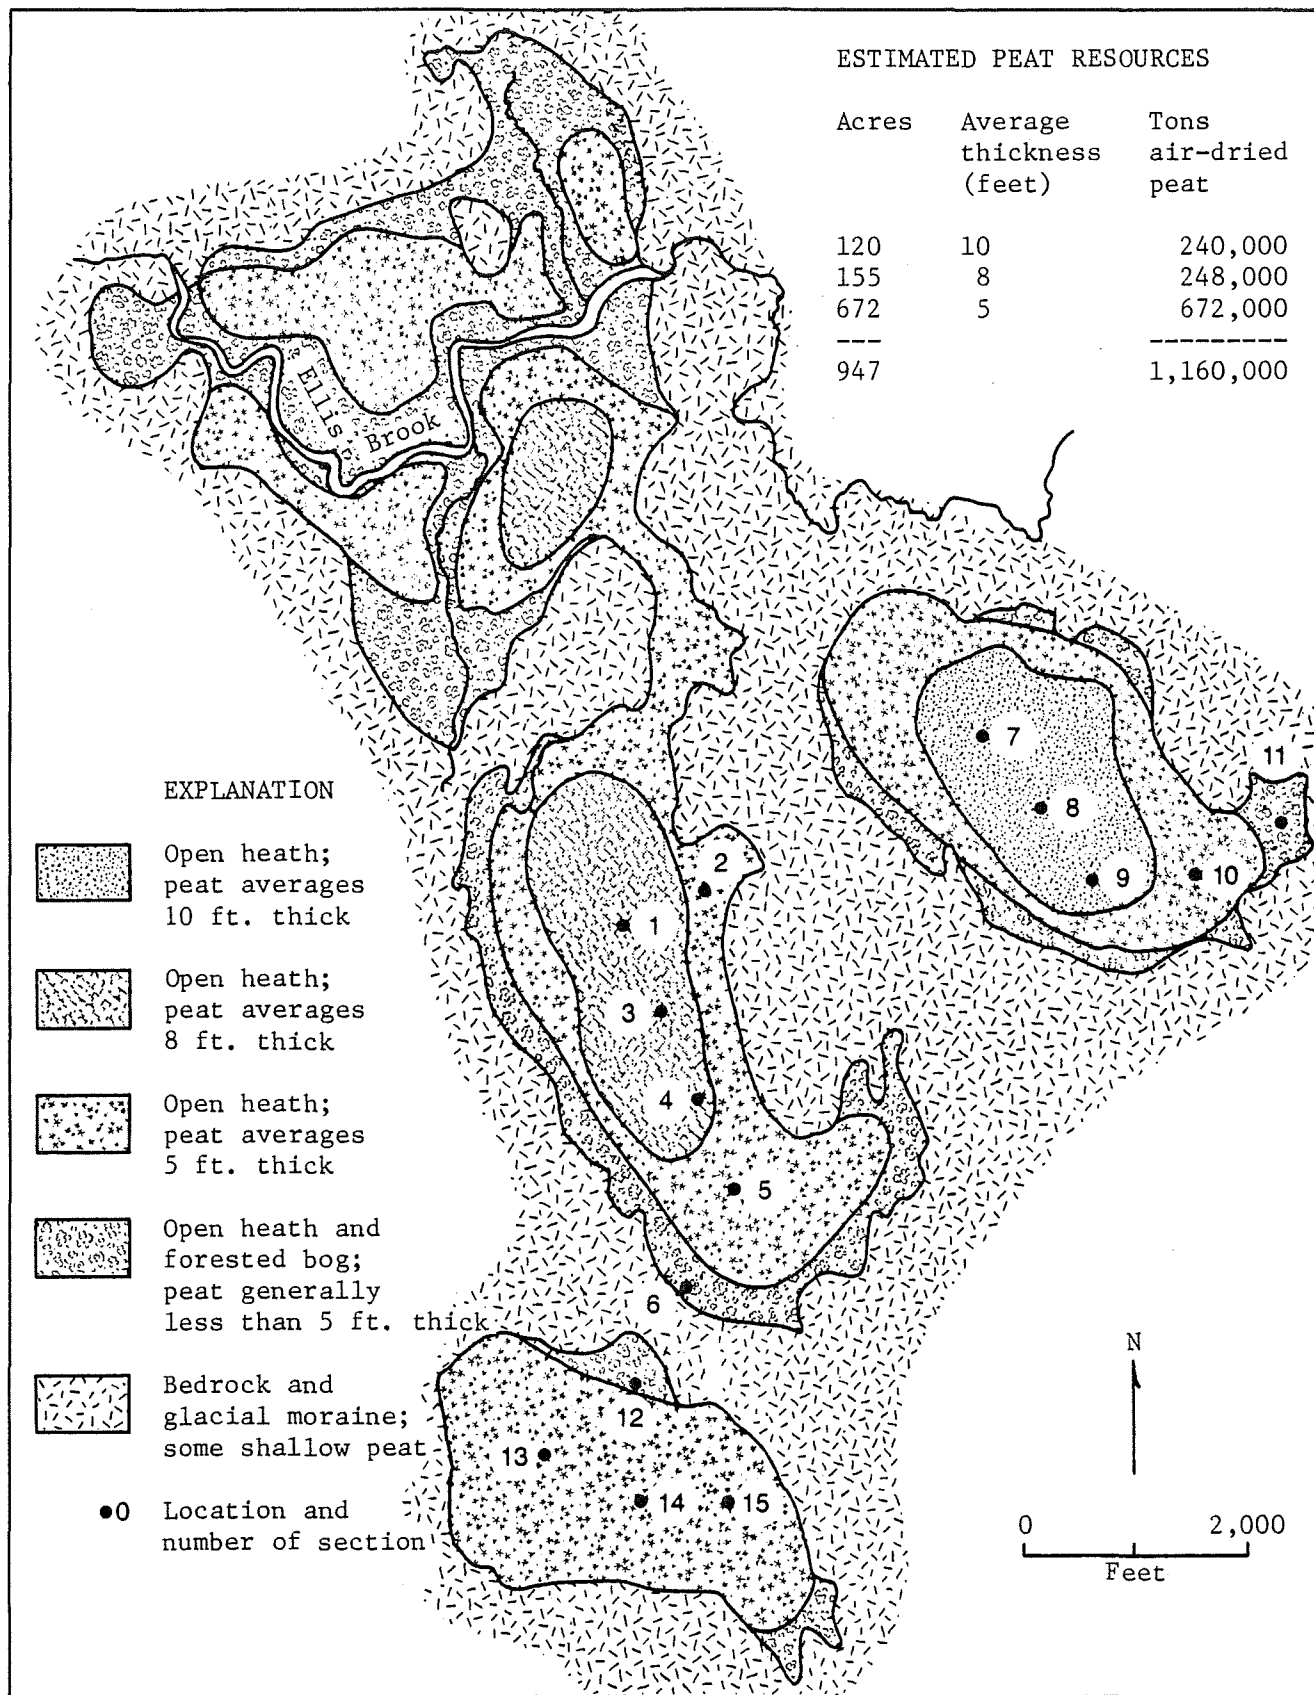 ESTIMATED PEAT RESOURCES
Acres Average Tons
thickness air-dried
(feet) peat
120 10 240,000
155 8 248,000
672 5 672,000
--- ---------
947 1,160,000
Ellis
Brook
EXPLANATION
Open heath;
peat averages
10 ft. thick
Open heath;
peat averages
8 ft. thick
Open heath;
peat averages
5 ft. thick
Open heath and
forested bog;
peat generally
less than 5 ft. thick
Bedrock and
glacial moraine;
some shallow peat
0 Location and
number of section
7
11
8
2
9
10
1
3
4
5
6
12
13
14
15
N
0 2,000
Feet